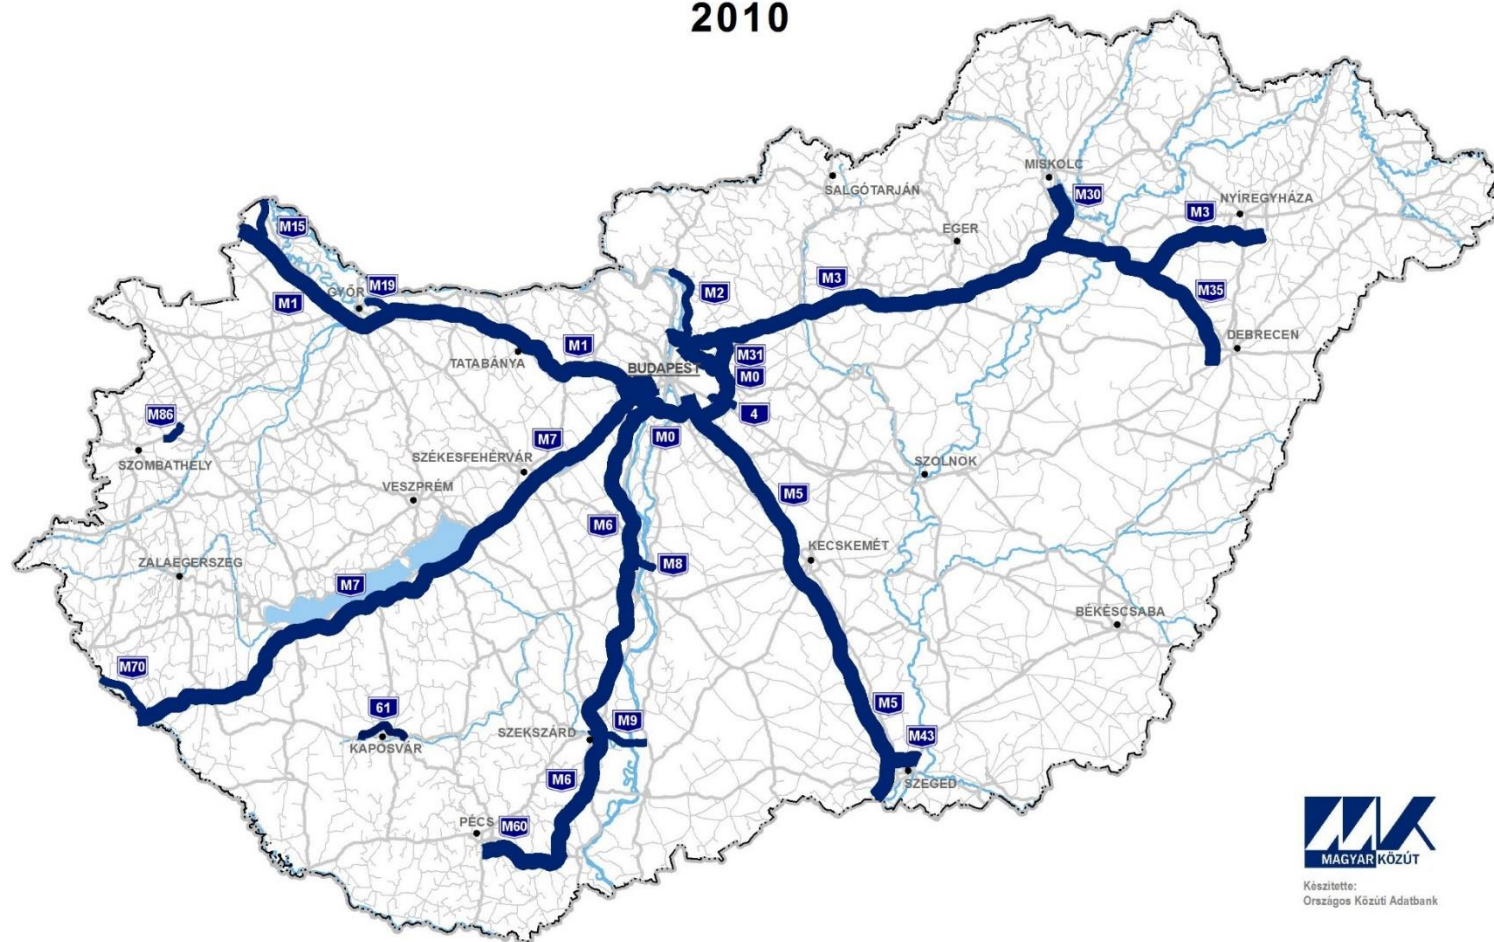 2010
MISKOLC
SALGÓTARJÁN
M30
NYÍREGYHÁZA
M3
M15
EGER
M3
M19
GYŐR
M1
M2
M35
M1
TATABÁNYA
M31
DEBRECEN
BUDAPEST
M0
M86
4
M7
M0
SZÉKESFEHÉRVÁR
SZOMBATHELY
SZOLNOK
VESZPRÉM
M5
M6
KECSKEMÉT
ZALAEGERSZEG
M8
M7
BÉKÉSCSABA
M70
61
M5
M9
SZEKSZÁRD
M43
KAPOSVÁR
M6
SZEGED
PÉCS
M60
MK
MAGYAR KÖZÚT
Készítette:
Országos Közúti Adatbank